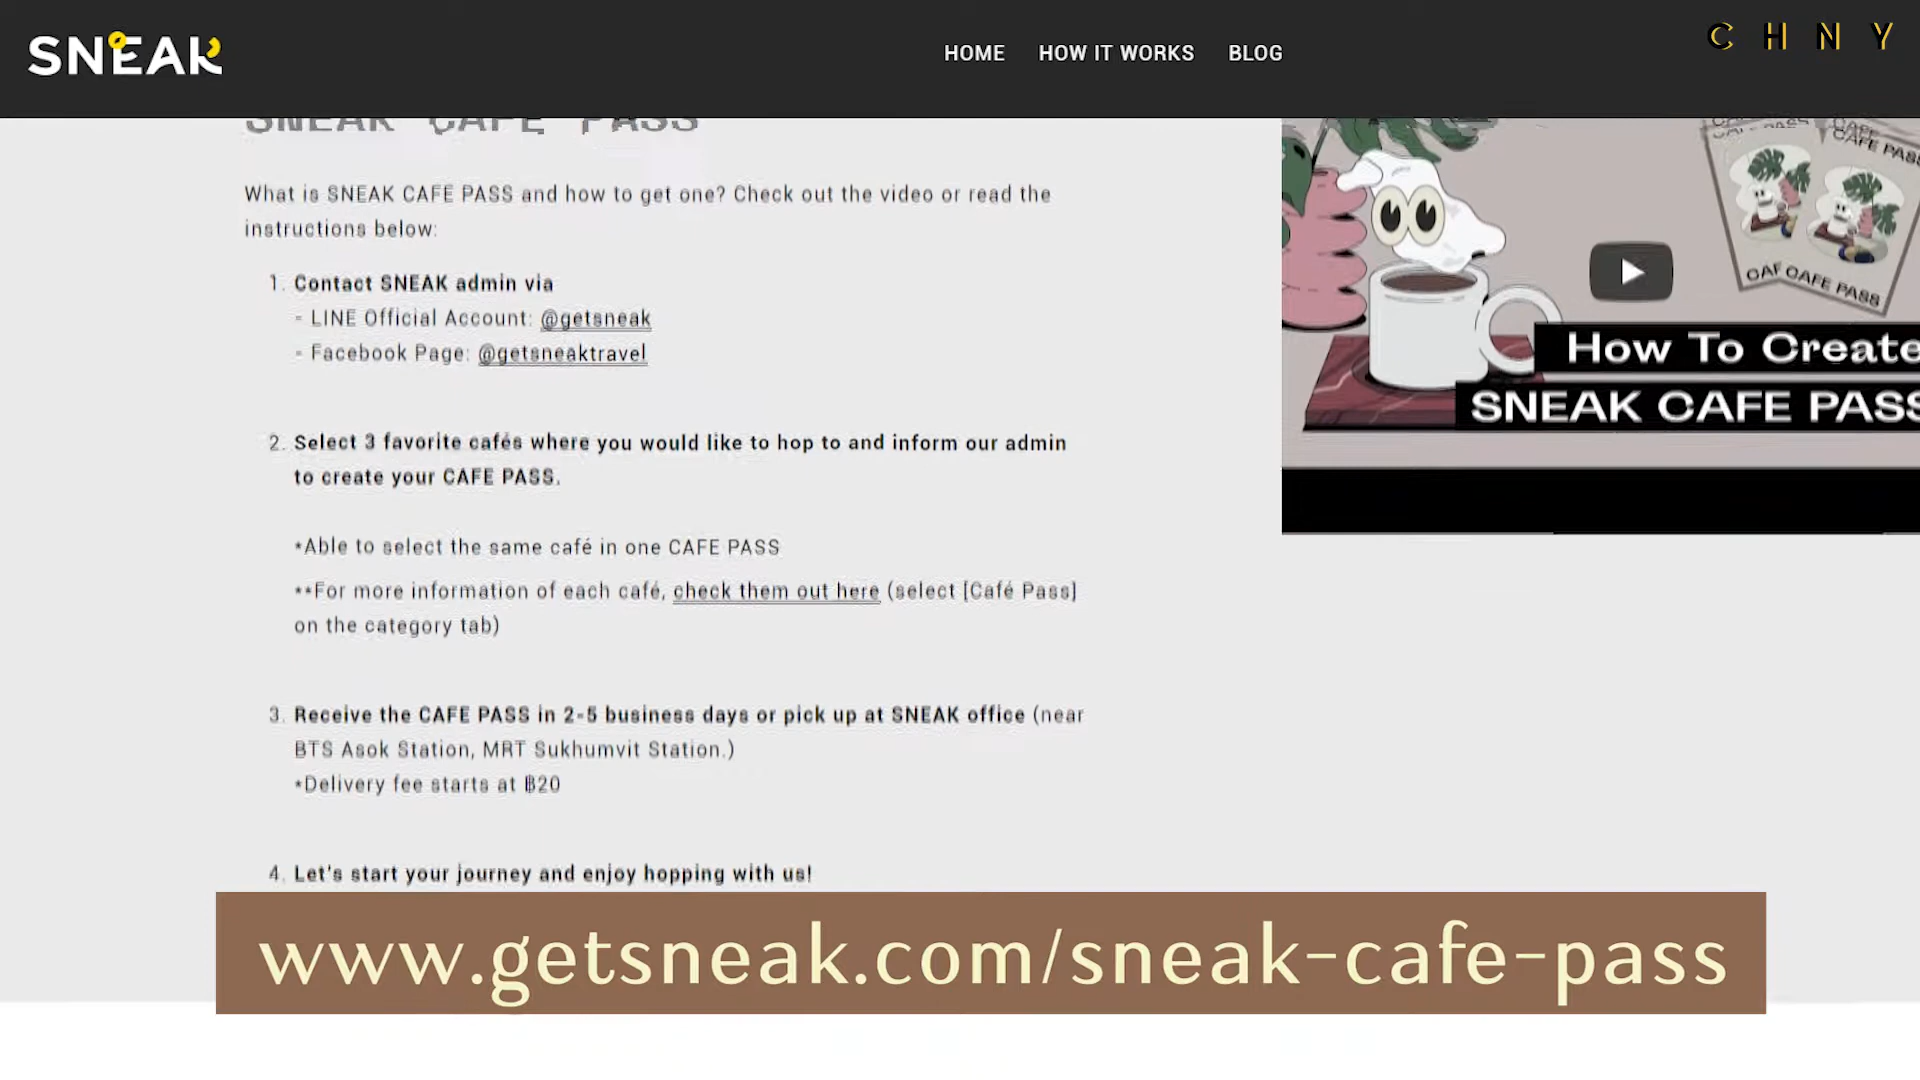 SNEAK
HOME HOW IT WORKS BLOG
CHNY
SNEAK CAFE PASS
What is SNEAK CAFE PASS and how to get one? Check out the video or read the
instructions below:
1. Contact SNEAK admin via
- LINE Official Account: @getsneak
- Facebook Page: @getsneaktravel
2. Select 3 favorite cafés where you would like to hop to and inform our admin
to create your CAFE PASS.
*Able to select the same café in one CAFE PASS
**For more information of each café, check them out here (select [Café Pass]
on the category tab)
3. Receive the CAFE PASS in 2-5 business days or pick up at SNEAK office (near
BTS Asok Station, MRT Sukhumvit Station.)
*Delivery fee starts at ฿20
4. Let's start your journey and enjoy hopping with us!
CAFE PASS
CAFE PASS
How To Create
SNEAK CAFE PASS
www.getsneak.com/sneak-cafe-pass